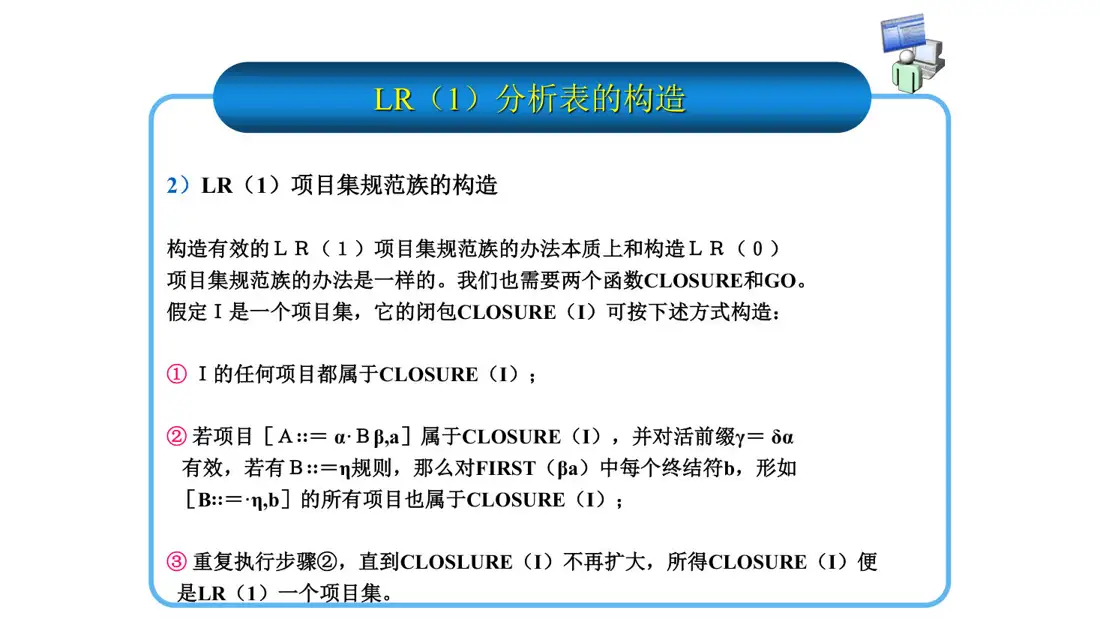 LR（1）分析表的构造
2）LR（1）项目集规范族的构造
构造有效的ＬＲ（１）项目集规范族的办法本质上和构造ＬＲ（０）
项目集规范族的办法是一样的。我们也需要两个函数CLOSURE和GO。
假定Ｉ是一个项目集，它的闭包CLOSURE（I）可按下述方式构造：
① Ｉ的任何项目都属于CLOSURE（I）；
② 若项目［Ａ∷＝ α·Ｂβ,a］属于CLOSURE（I），并对活前缀γ＝ δα
有效，若有Ｂ∷＝η规则，那么对FIRST（βa）中每个终结符b，形如
［B∷＝·η,b］的所有项目也属于CLOSURE（I）；
③ 重复执行步骤②，直到CLOSLURE（I）不再扩大，所得CLOSURE（I）便
是LR（1）一个项目集。